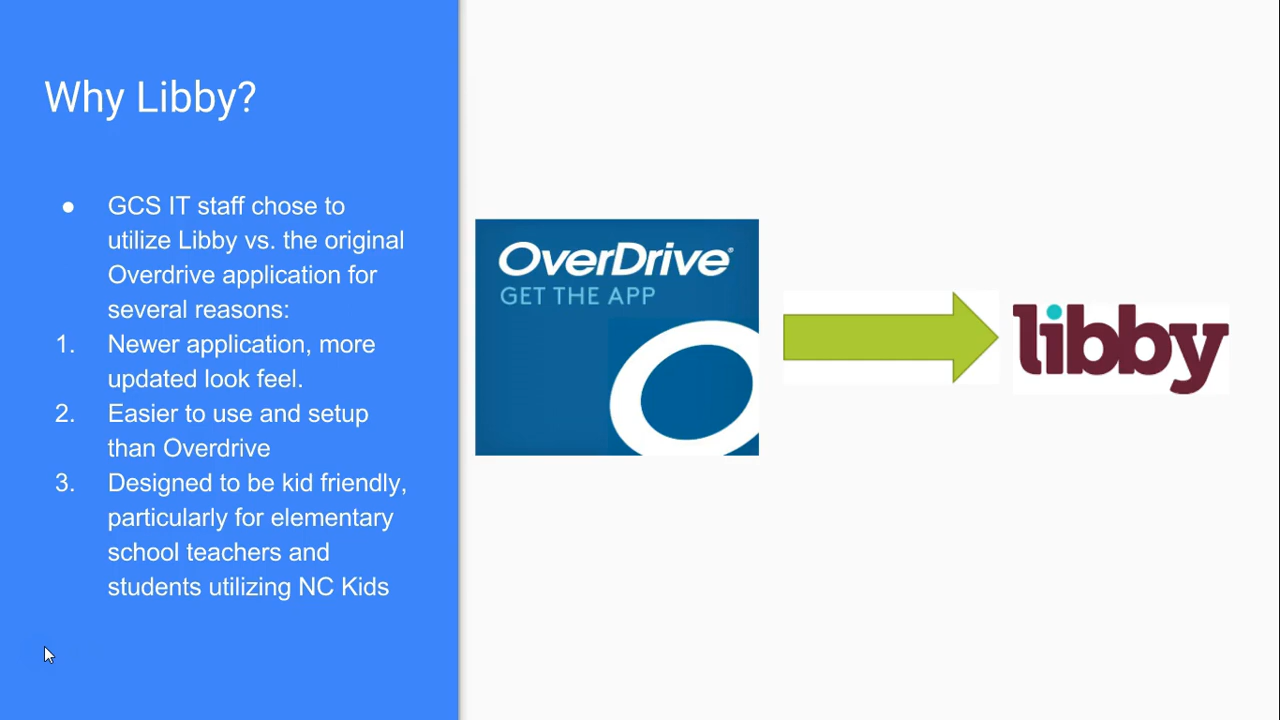 Why Libby?
● GCS IT staff chose to
utilize Libby vs. the original
Overdrive application for
several reasons:
1. Newer application, more
updated look feel.
2. Easier to use and setup
than Overdrive
3. Designed to be kid friendly,
particularly for elementary
school teachers and
students utilizing NC Kids
OverDrive®
GET THE APP
libby